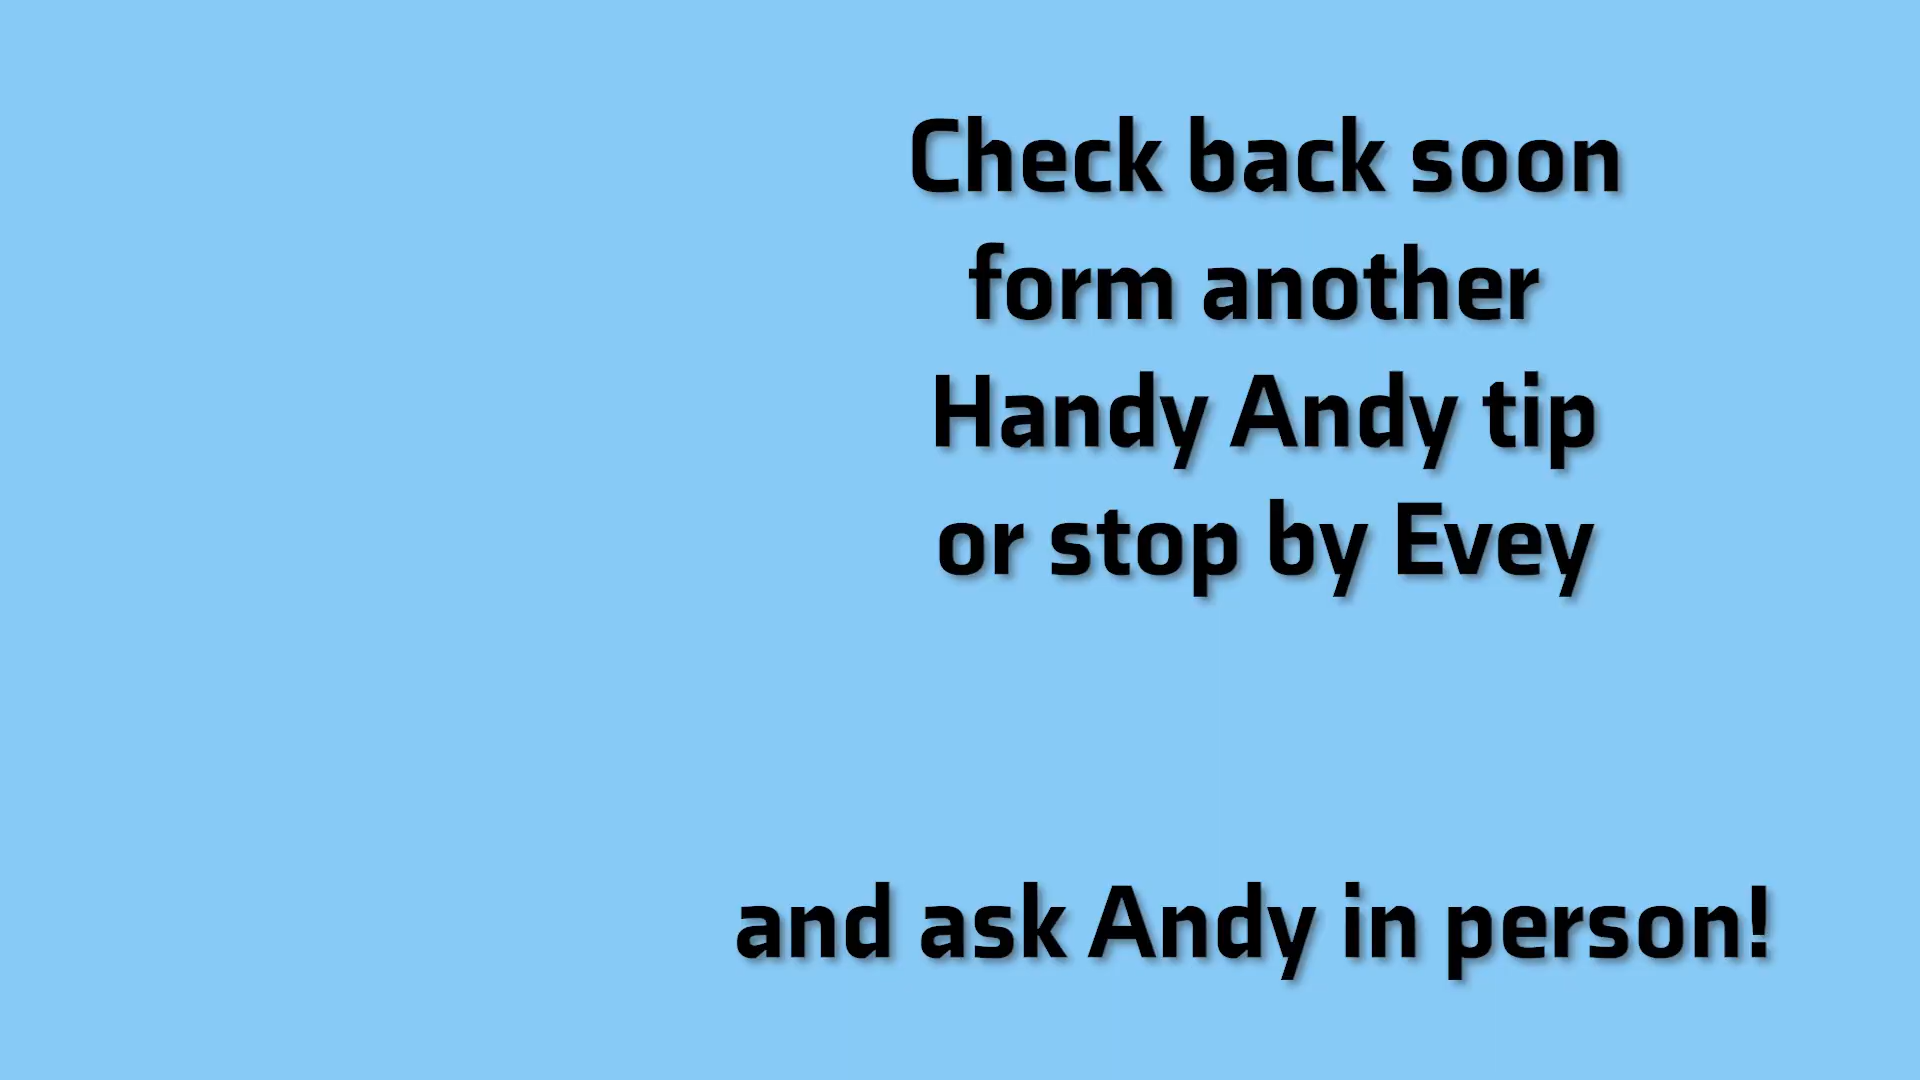 Check back soon
form another
Handy Andy tip
or stop by Evey
and ask Andy in person!